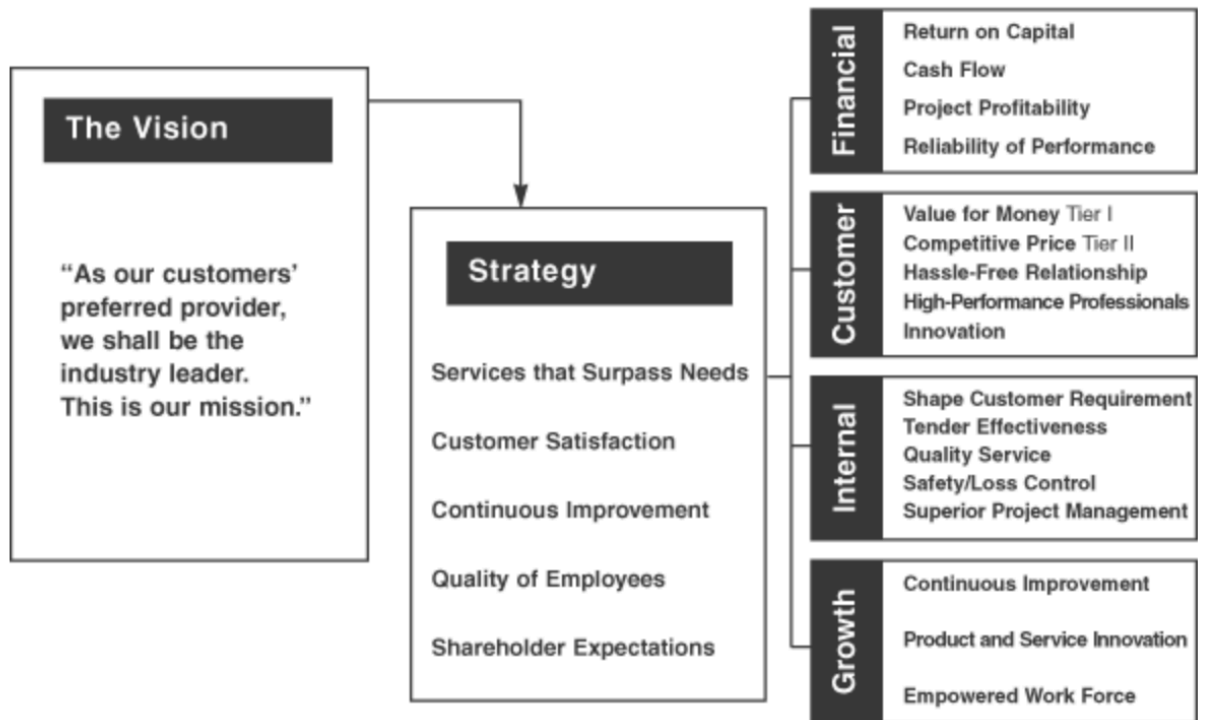 The Vision
“As our customers’
preferred provider,
we shall be the
industry leader.
This is our mission.”
Strategy
Services that Surpass Needs
Customer Satisfaction
Continuous Improvement
Quality of Employees
Shareholder Expectations
Financial
Return on Capital
Cash Flow
Project Profitability
Reliability of Performance
Customer
Value for Money Tier I
Competitive Price Tier II
Hassle-Free Relationship
High-Performance Professionals
Innovation
Internal
Shape Customer Requirement
Tender Effectiveness
Quality Service
Safety/Loss Control
Superior Project Management
Growth
Continuous Improvement
Product and Service Innovation
Empowered Work Force